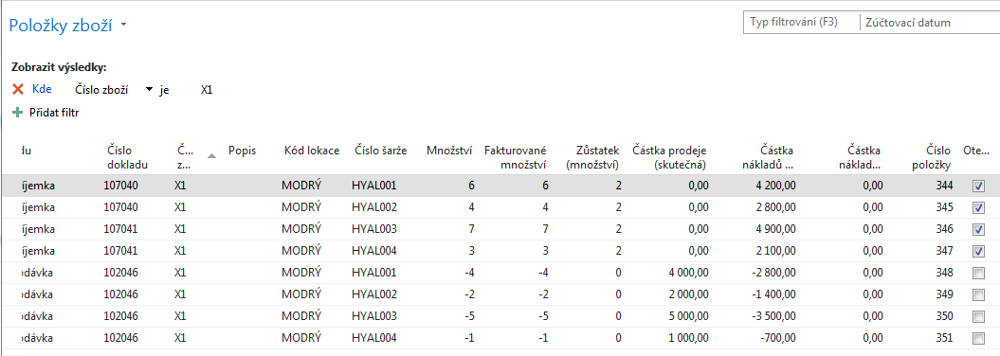 Položky zboží
Typ filtrování (F3) Zúčtovací datum
Zobrazit výsledky:
Kde Číslo zboží je X1
Přidat filtr
du Číslo dokladu Č... z... Popis Kód lokace Číslo šarže Množství Fakturované množství Zůstatek (množství) Částka prodeje (skutečná) Částka nákladů ... Částka náklad... Číslo položky Ote...
íjemka 107040 X1 MODRÝ HYAL001 6 6 2 0,00 4 200,00 0,00 344
íjemka 107040 X1 MODRÝ HYAL002 4 4 2 0,00 2 800,00 0,00 345
íjemka 107041 X1 MODRÝ HYAL003 7 7 2 0,00 4 900,00 0,00 346
íjemka 107041 X1 MODRÝ HYAL004 3 3 2 0,00 2 100,00 0,00 347
odávka 102046 X1 MODRÝ HYAL001 -4 -4 0 4 000,00 -2 800,00 0,00 348
odávka 102046 X1 MODRÝ HYAL002 -2 -2 0 2 000,00 -1 400,00 0,00 349
odávka 102046 X1 MODRÝ HYAL003 -5 -5 0 5 000,00 -3 500,00 0,00 350
odávka 102046 X1 MODRÝ HYAL004 -1 -1 0 1 000,00 -700,00 0,00 351